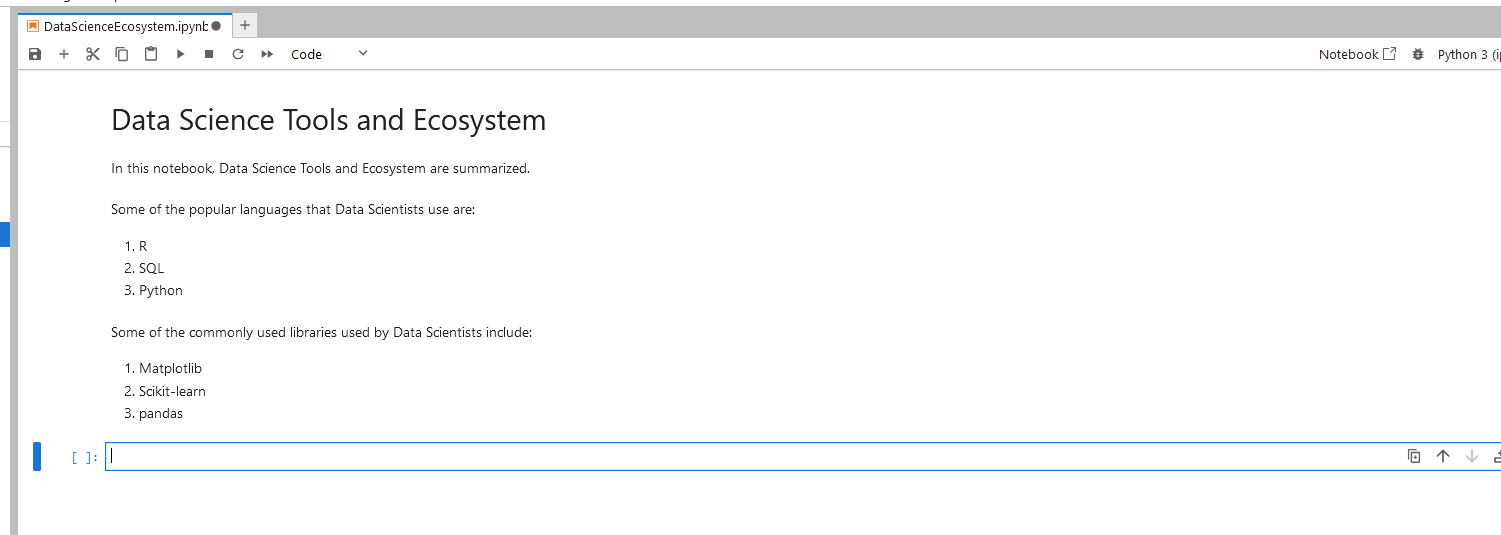 DataScienceEcosystem.ipynb
Code
Notebook
Python 3
Data Science Tools and Ecosystem
In this notebook, Data Science Tools and Ecosystem are summarized.
Some of the popular languages that Data Scientists use are:
1. R
2. SQL
3. Python
Some of the commonly used libraries used by Data Scientists include:
1. Matplotlib
2. Scikit-learn
3. pandas
[ ]: